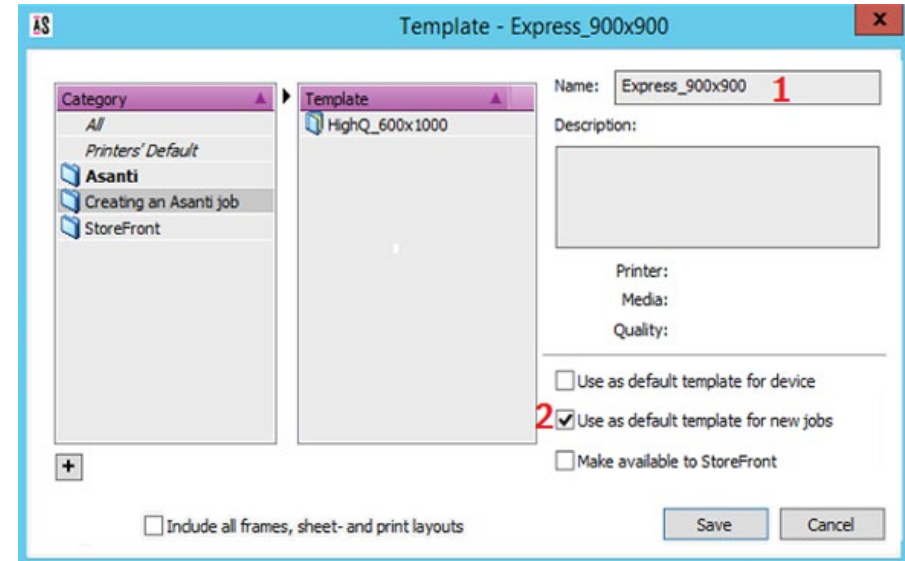 AS Template - Express_900x900 x
Category Template Name: Express_900x900 1
All HighQ_600x1000 Description:
Printers' Default
Asanti
Creating an Asanti job
StoreFront
Printer:
Media:
Quality:
Use as default template for device
2 Use as default template for new jobs
Make available to StoreFront
+
Include all frames, sheet- and print layouts Save Cancel